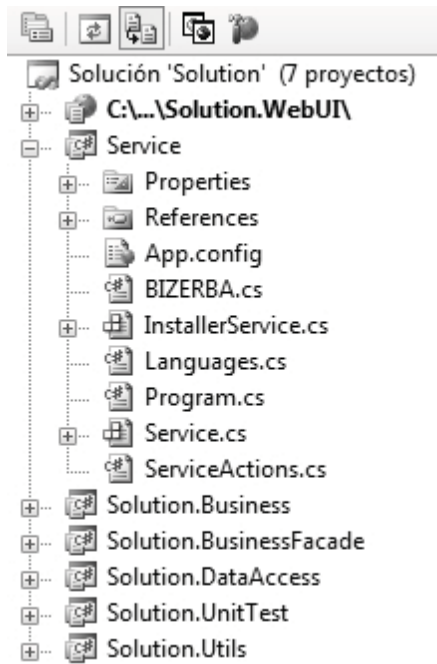 Solución 'Solution' (7 proyectos)
C:\...\Solution.WebUI\
Service
Properties
References
App.config
BIZERBA.cs
InstallerService.cs
Languages.cs
Program.cs
Service.cs
ServiceActions.cs
Solution.Business
Solution.BusinessFacade
Solution.DataAccess
Solution.UnitTest
Solution.Utils